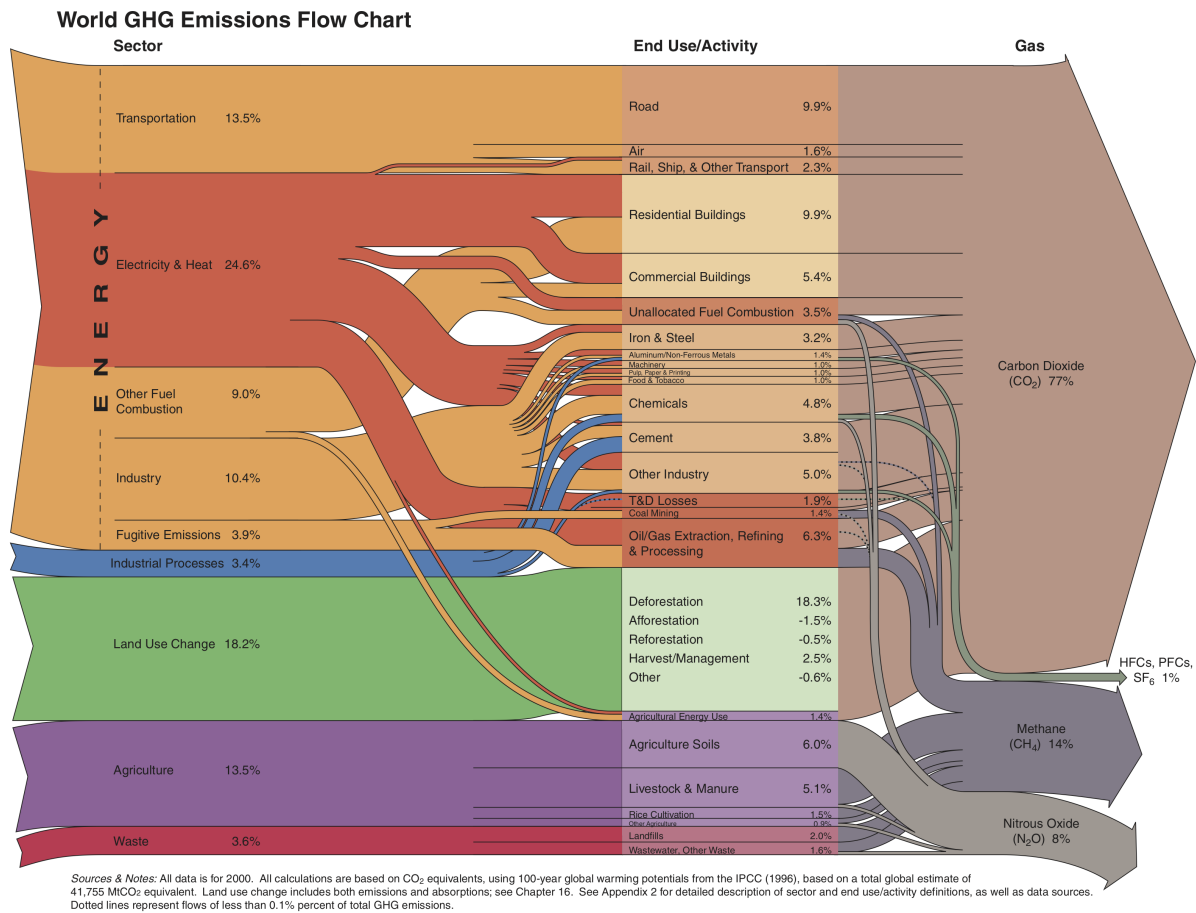 World GHG Emissions Flow Chart
Sector
End Use/Activity
Gas
ENERGY
Transportation 13.5%
Electricity & Heat 24.6%
Other Fuel
Combustion 9.0%
Industry 10.4%
Fugitive Emissions 3.9%
Industrial Processes 3.4%
Land Use Change 18.2%
Agriculture 13.5%
Waste 3.6%
Road 9.9%
Air 1.6%
Rail, Ship, & Other Transport 2.3%
Residential Buildings 9.9%
Commercial Buildings 5.4%
Unallocated Fuel Combustion 3.5%
Iron & Steel 3.2%
Aluminum/Non-Ferrous Metals 1.4%
Machinery 1.0%
Pulp, Paper & Printing 1.0%
Food & Tobacco 1.0%
Chemicals 4.8%
Cement 3.8%
Other Industry 5.0%
T&D Losses 1.9%
Coal Mining 1.4%
Oil/Gas Extraction, Refining 6.3%
& Processing
Deforestation 18.3%
Afforestation -1.5%
Reforestation -0.5%
Harvest/Management 2.5%
Other -0.6%
Agricultural Energy Use 1.4%
Agriculture Soils 6.0%
Livestock & Manure 5.1%
Rice Cultivation 1.5%
Other Agriculture 0.9%
Landfills 2.0%
Wastewater, Other Waste 1.6%
Carbon Dioxide
(CO₂) 77%
HFCs, PFCs,
SF₆ 1%
Methane
(CH₄) 14%
Nitrous Oxide
(N₂O) 8%
Sources & Notes: All data is for 2000. All calculations are based on CO₂ equivalents, using 100-year global warming potentials from the IPCC (1996), based on a total global estimate of
41,755 MtCO₂ equivalent. Land use change includes both emissions and absorptions; see Chapter 16. See Appendix 2 for detailed description of sector and end use/activity definitions, as well as data sources.
Dotted lines represent flows of less than 0.1% percent of total GHG emissions.